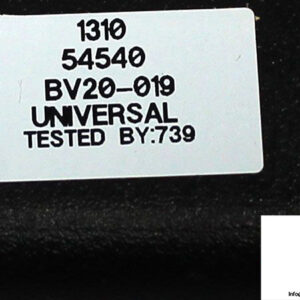 1310
54540
BV20-019
UNIVERSAL
TESTED BY:739